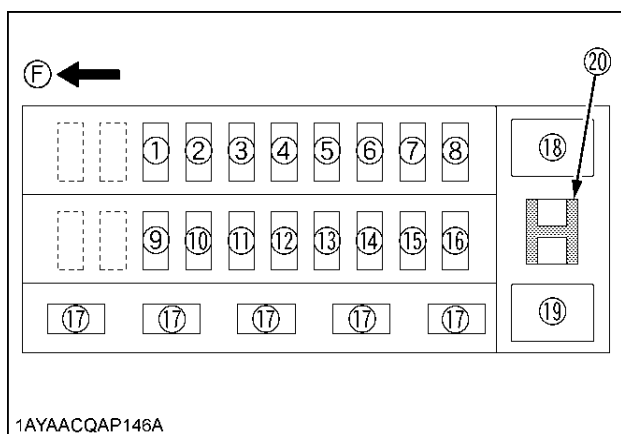 Ⓕ ⑳
① ② ③ ④ ⑤ ⑥ ⑦ ⑧ ⑱
⑨ ⑩ ⑪ ⑫ ⑬ ⑭ ⑮ ⑯
⑰ ⑰ ⑰ ⑰ ⑰ ⑲
1AYAACQAP146A